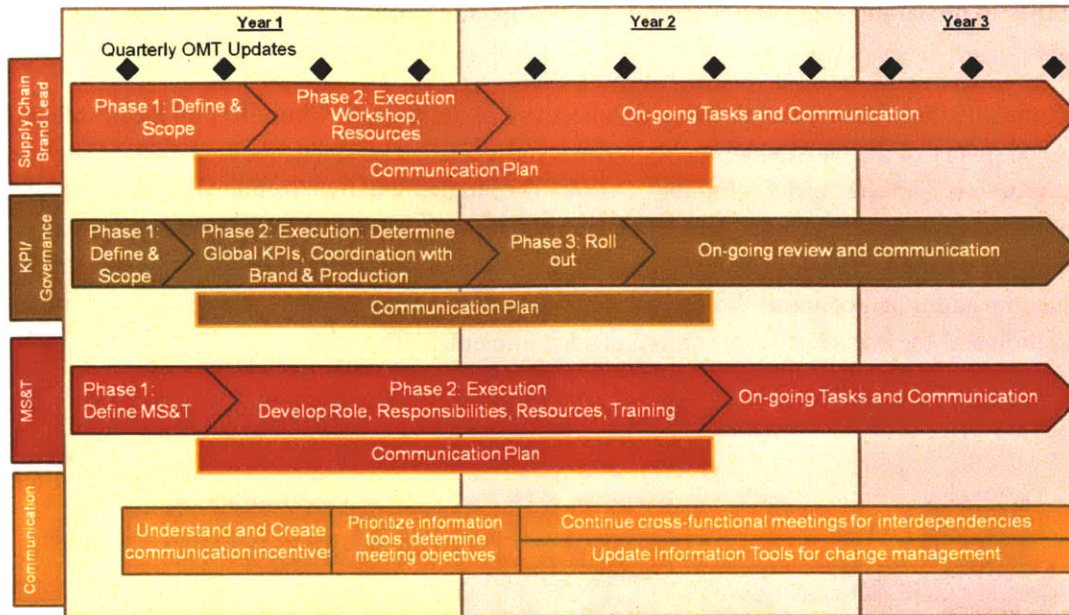 Year 1
Year 2
Year 3
Quarterly OMT Updates
Supply Chain
Brand Lead
Phase 1: Define &
Scope
Phase 2: Execution
Workshop,
Resources
On-going Tasks and Communication
Communication Plan
KPI/
Governance
Phase 1:
Define &
Scope
Phase 2: Execution: Determine
Global KPIs, Coordination with
Brand & Production
Phase 3: Roll
out
On-going review and communication
Communication Plan
MS&T
Phase 1:
Define MS&T
Phase 2: Execution
Develop Role, Responsibilities, Resources, Training
On-going Tasks and Communication
Communication Plan
Communication
Understand and Create
communication incentives
Prioritize information
tools; determine
meeting objectives
Continue cross-functional meetings for interdependencies
Update Information Tools for change management